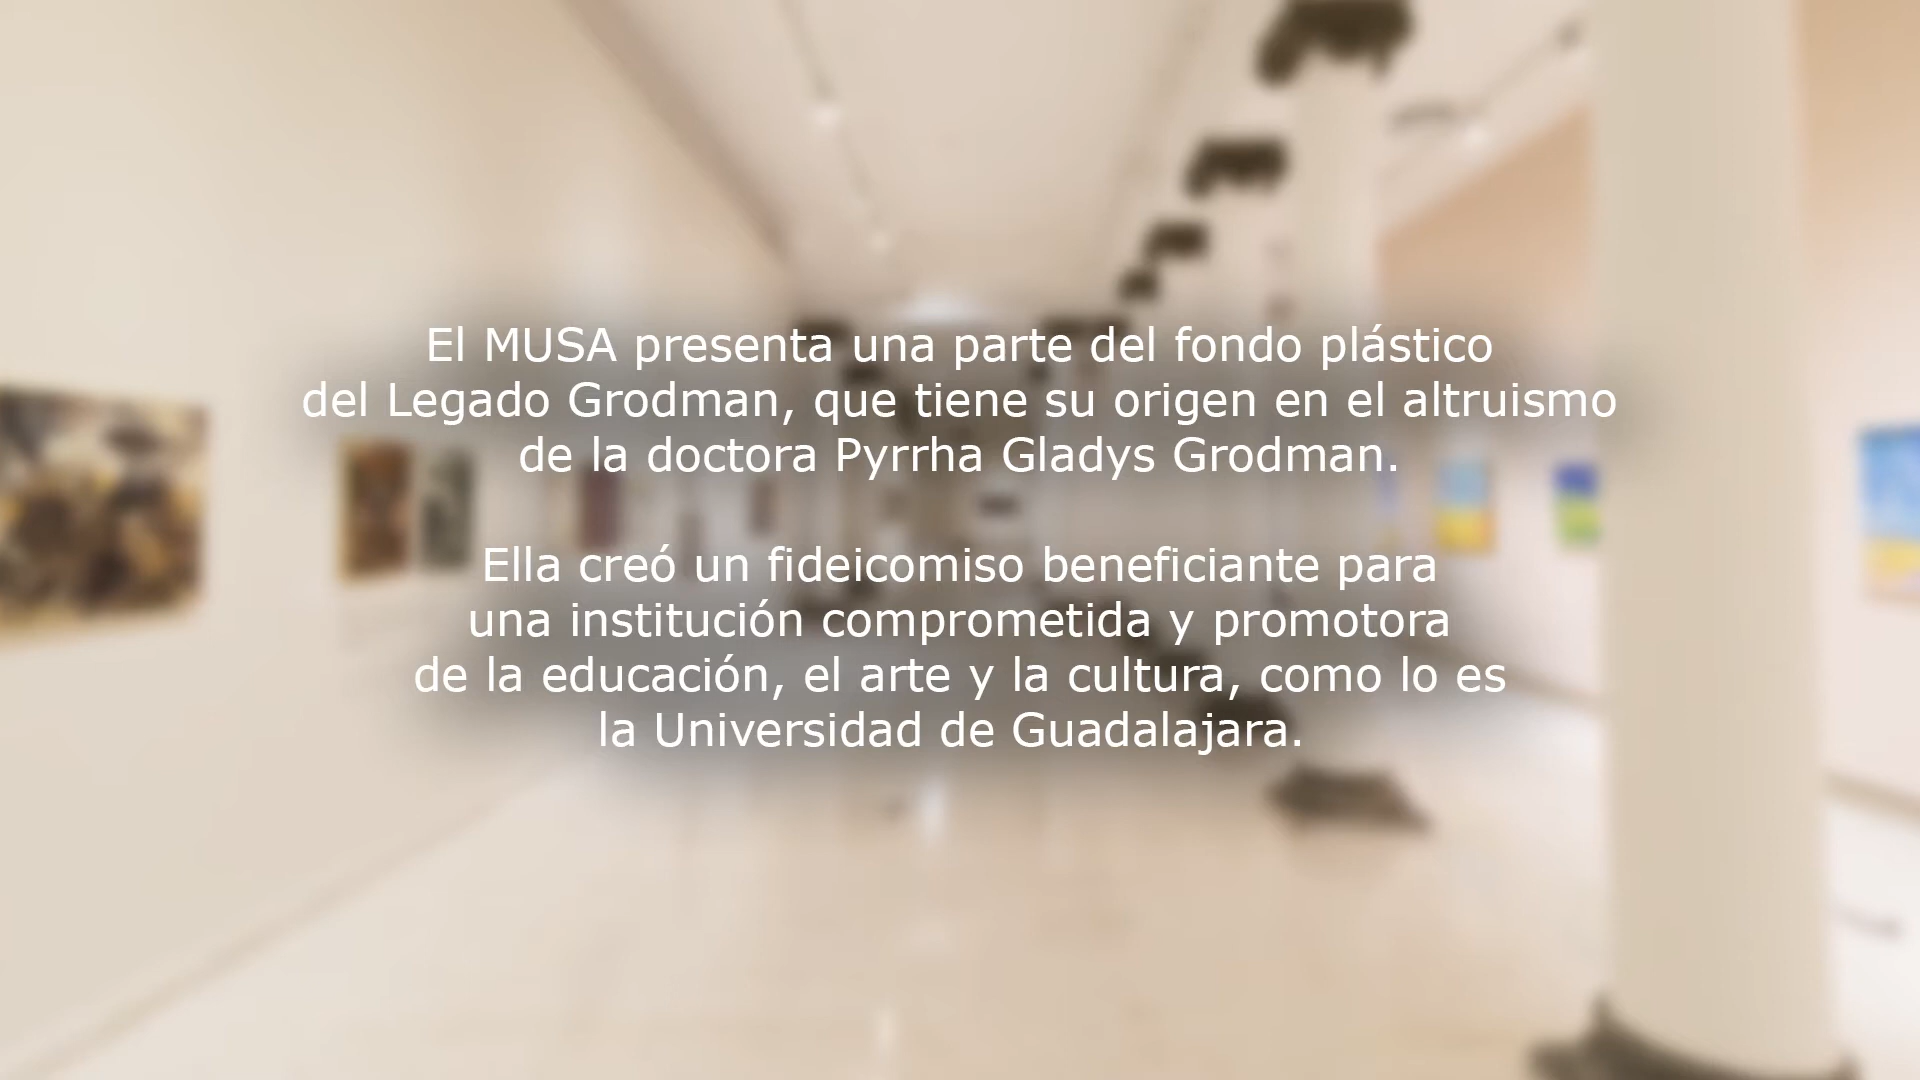 El MUSA presenta una parte del fondo plástico
del Legado Grodman, que tiene su origen en el altruismo
de la doctora Pyrrha Gladys Grodman.
Ella creó un fideicomiso beneficiante para
una institución comprometida y promotora
de la educación, el arte y la cultura, como lo es
la Universidad de Guadalajara.